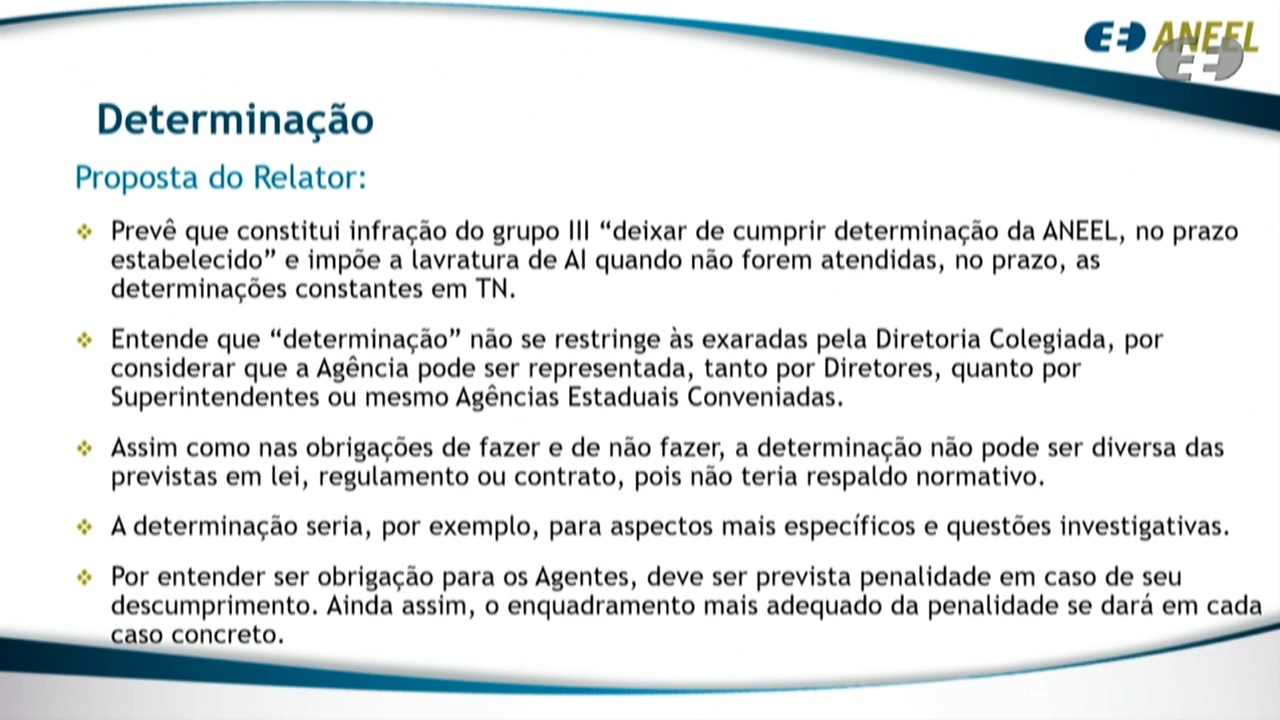 ANEEL
Determinação
Proposta do Relator:
Prevê que constitui infração do grupo III “deixar de cumprir determinação da ANEEL, no prazo
estabelecido” e impõe a lavratura de AI quando não forem atendidas, no prazo, as
determinações constantes em TN.
Entende que “determinação” não se restringe às exaradas pela Diretoria Colegiada, por
considerar que a Agência pode ser representada, tanto por Diretores, quanto por
Superintendentes ou mesmo Agências Estaduais Conveniadas.
Assim como nas obrigações de fazer e de não fazer, a determinação não pode ser diversa das
previstas em lei, regulamento ou contrato, pois não teria respaldo normativo.
A determinação seria, por exemplo, para aspectos mais específicos e questões investigativas.
Por entender ser obrigação para os Agentes, deve ser prevista penalidade em caso de seu
descumprimento. Ainda assim, o enquadramento mais adequado da penalidade se dará em cada
caso concreto.